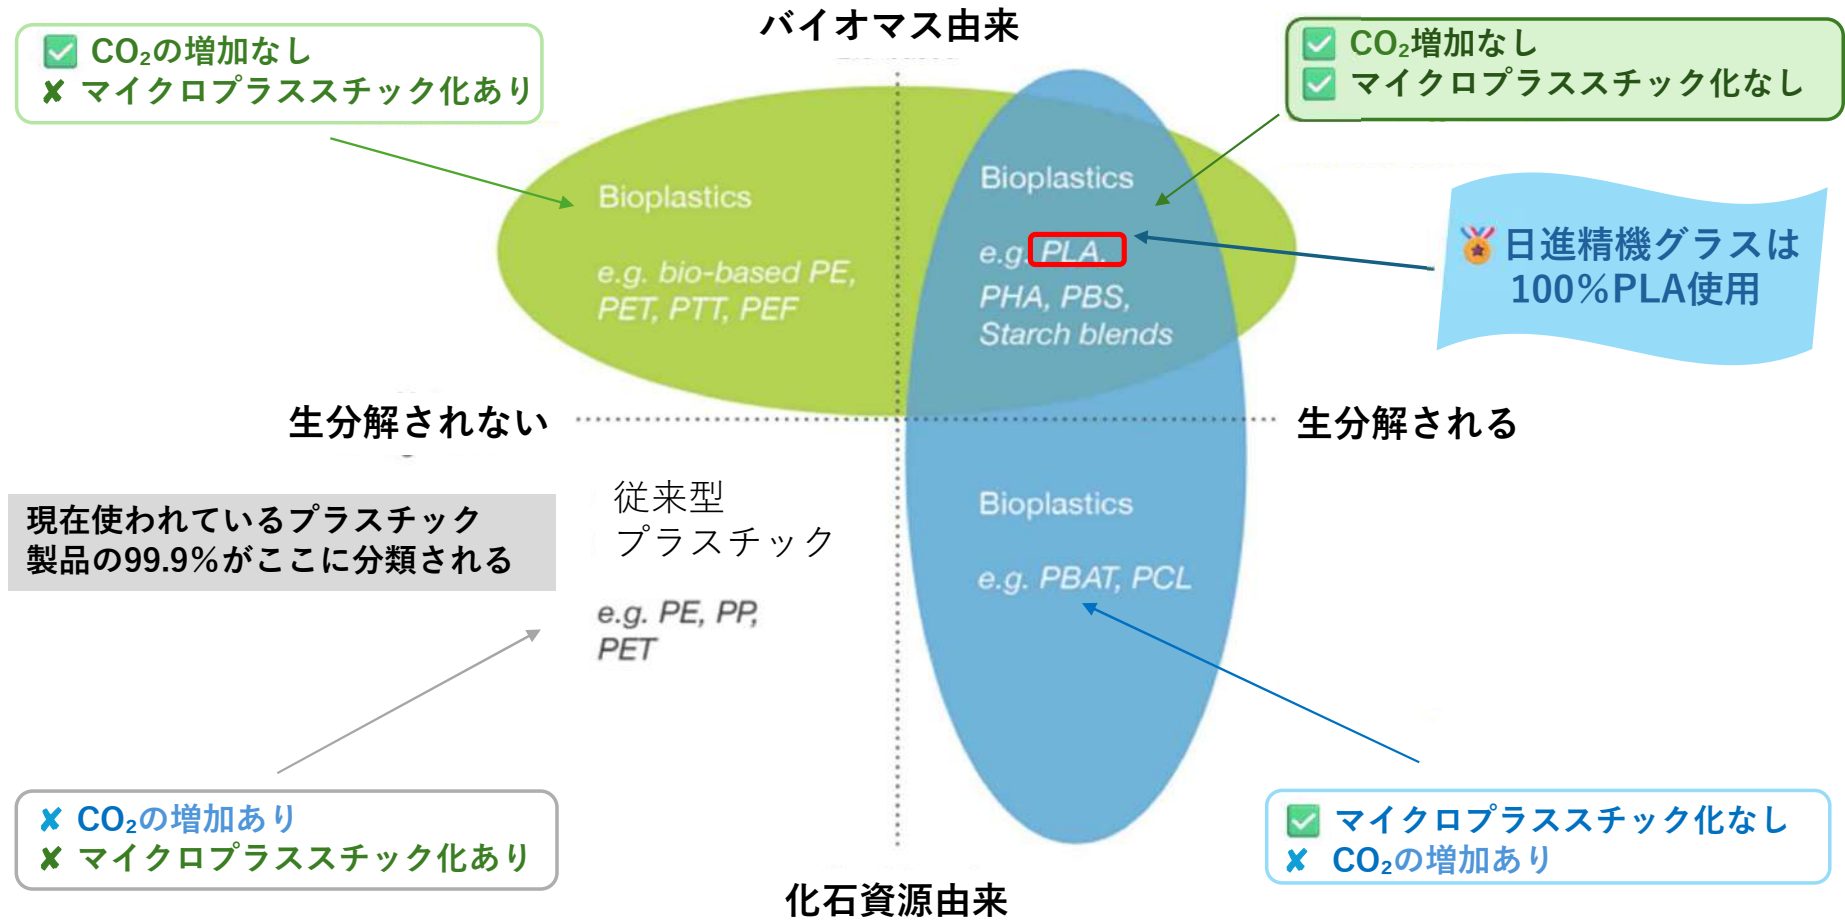 バイオマス由来
✅ CO₂の増加なし
✘ マイクロプラススチック化あり
✅ CO₂増加なし
✅ マイクロプラススチック化なし
Bioplastics
e.g. bio-based PE,
PET, PTT, PEF
Bioplastics
e.g. PLA,
PHA, PBS,
Starch blends
🏅日進精機グラスは
100%PLA使用
生分解されない
生分解される
現在使われているプラスチック
製品の99.9%がここに分類される
従来型
プラスチック
e.g. PE, PP,
PET
Bioplastics
e.g. PBAT, PCL
✘ CO₂の増加あり
✘ マイクロプラススチック化あり
✅ マイクロプラススチック化なし
✘ CO₂の増加あり
化石資源由来